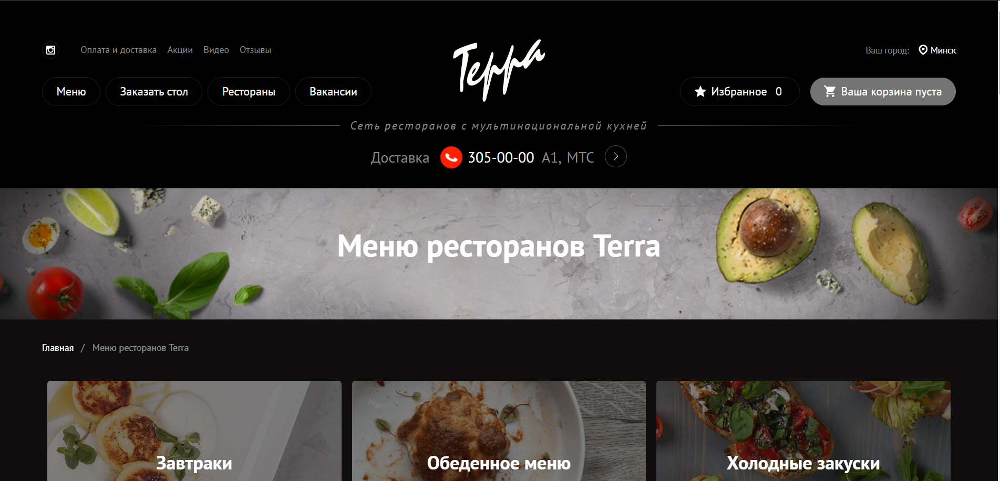 Оплата и доставка Акции Видео Отзывы
Терра
Ваш город: Минск
Меню Заказать стол Рестораны Вакансии
Избранное 0 Ваша корзина пуста
Сеть ресторанов с мультинациональной кухней
Доставка 305-00-00 A1, МТС
Меню ресторанов Terra
Главная / Меню ресторанов Terra
Завтраки
Обеденное меню
Холодные закуски